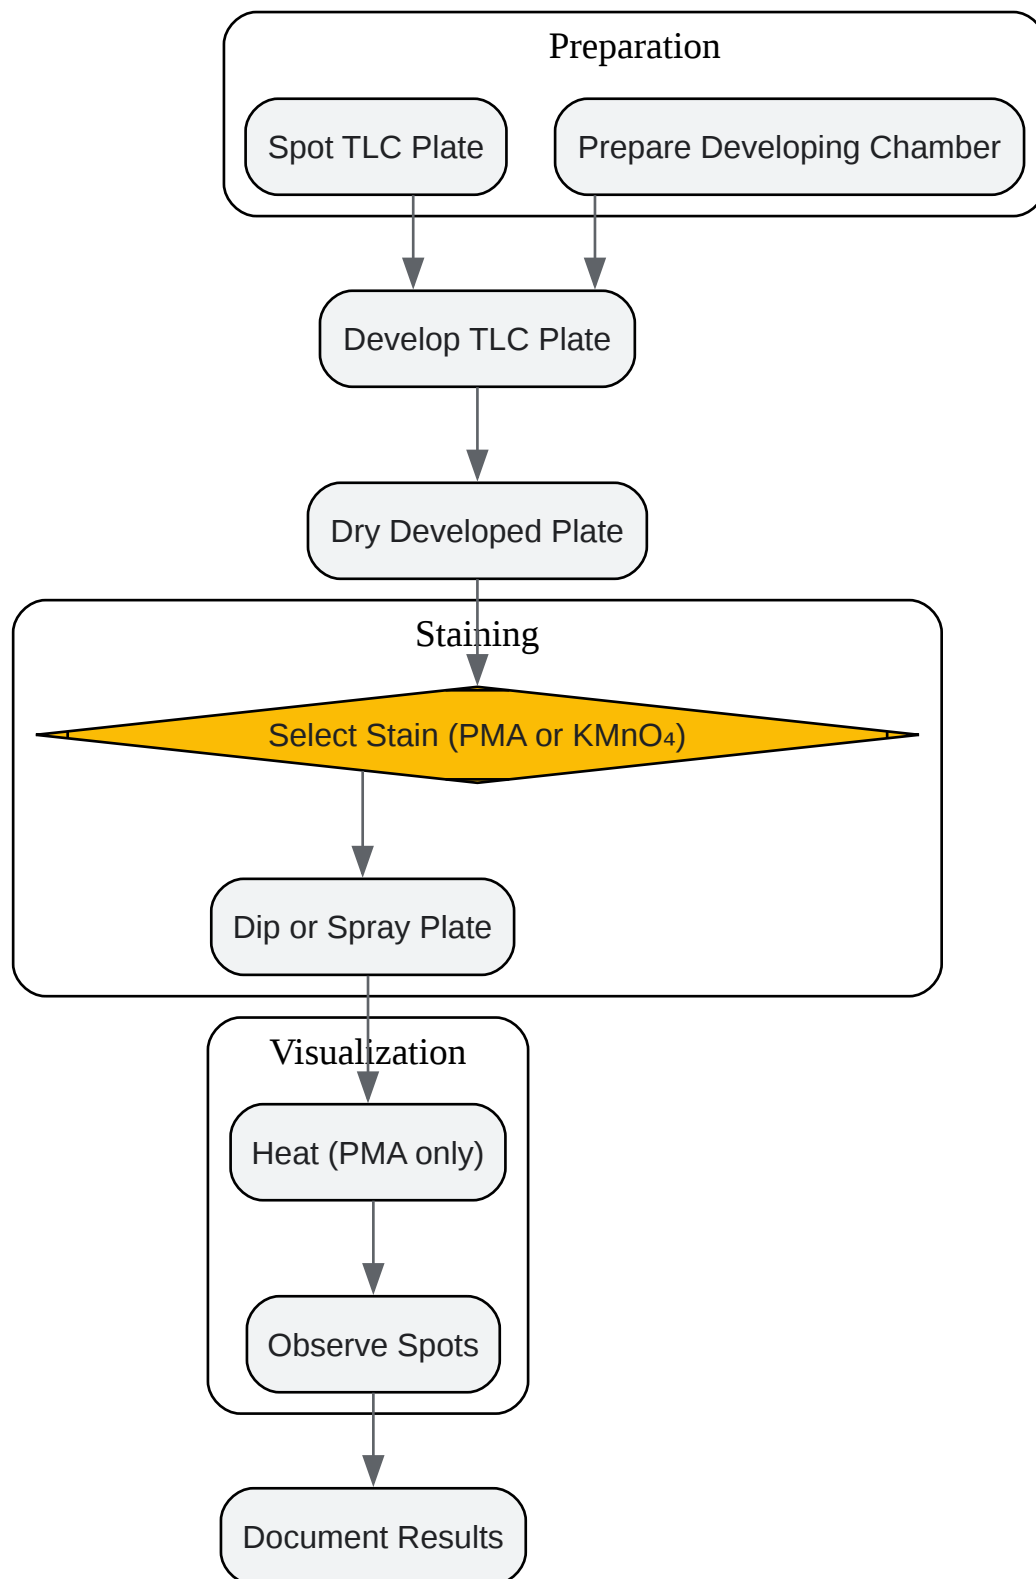 Preparation
Spot TLC Plate
Prepare Developing Chamber
Develop TLC Plate
Dry Developed Plate
Staining
Select Stain (PMA or KMnO₄)
Dip or Spray Plate
Visualization
Heat (PMA only)
Observe Spots
Document Results